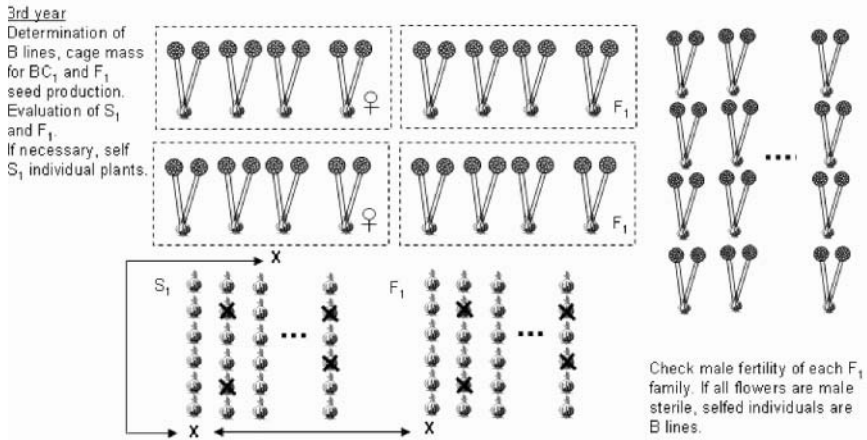 3rd year
Determination of
B lines, cage mass
for BC₁ and F₁
seed production.
Evaluation of S₁
and F₁.
If necessary, self
S₁ individual plants.
♀
F₁
♀
F₁
X
S₁
F₁
X
X
Check male fertility of each F₁
family. If all flowers are male
sterile, selfed individuals are
B lines.